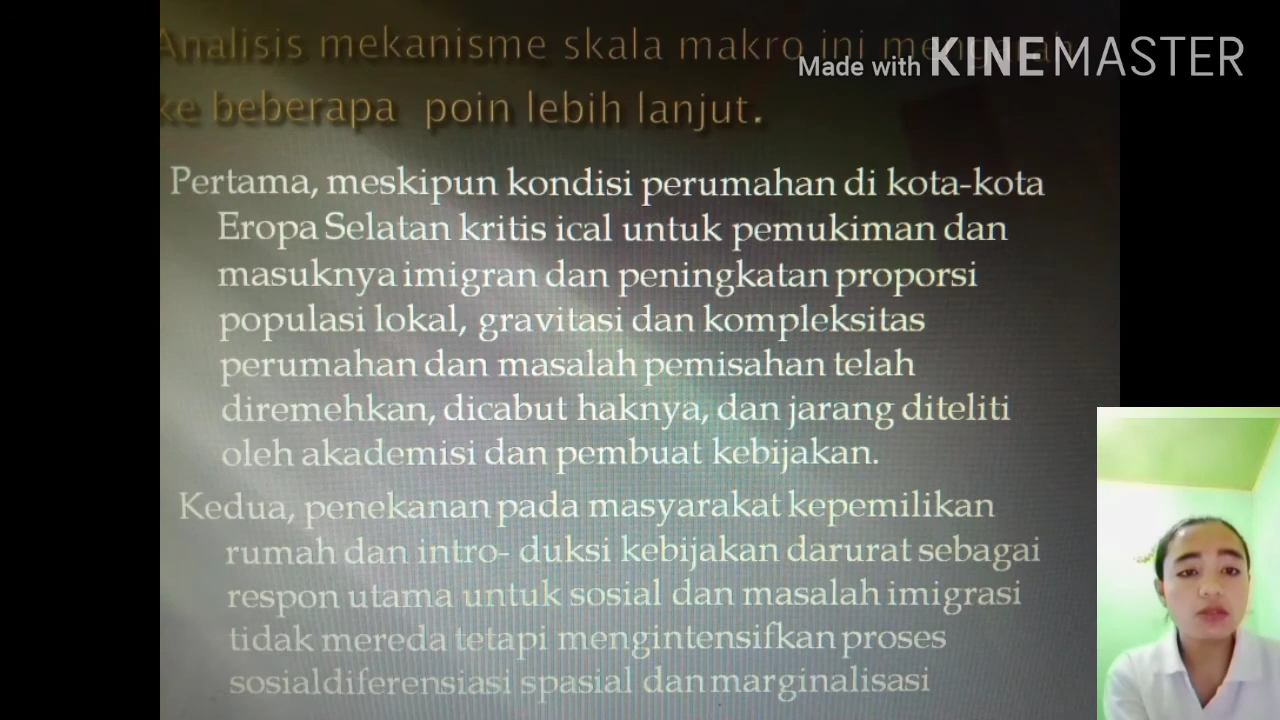 Analisis mekanisme skala makro ini mengarah
Made with KINEMASTER
ke beberapa poin lebih lanjut.
Pertama, meskipun kondisi perumahan di kota-kota
Eropa Selatan kritis ical untuk pemukiman dan
masuknya imigran dan peningkatan proporsi
populasi lokal, gravitasi dan kompleksitas
perumahan dan masalah pemisahan telah
diremehkan, dicabut haknya, dan jarang diteliti
oleh akademisi dan pembuat kebijakan.
Kedua, penekanan pada masyarakat kepemilikan
rumah dan intro- duksi kebijakan darurat sebagai
respon utama untuk sosial dan masalah imigrasi
tidak mereda tetapi mengintensifkan proses
sosialdiferensiasi spasial dan marginalisasi